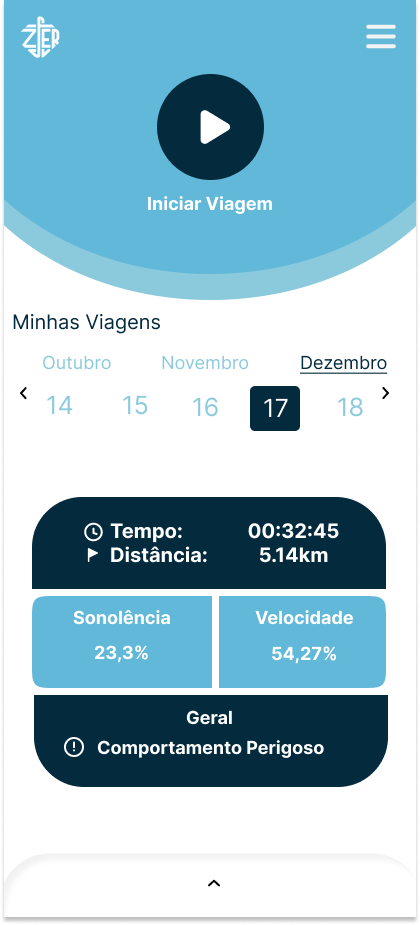 ZFER
Iniciar Viagem
Minhas Viagens
Outubro Novembro Dezembro
14 15 16 17 18
Tempo: 00:32:45
Distância: 5.14km
Sonolência Velocidade
23,3% 54,27%
Geral
Comportamento Perigoso